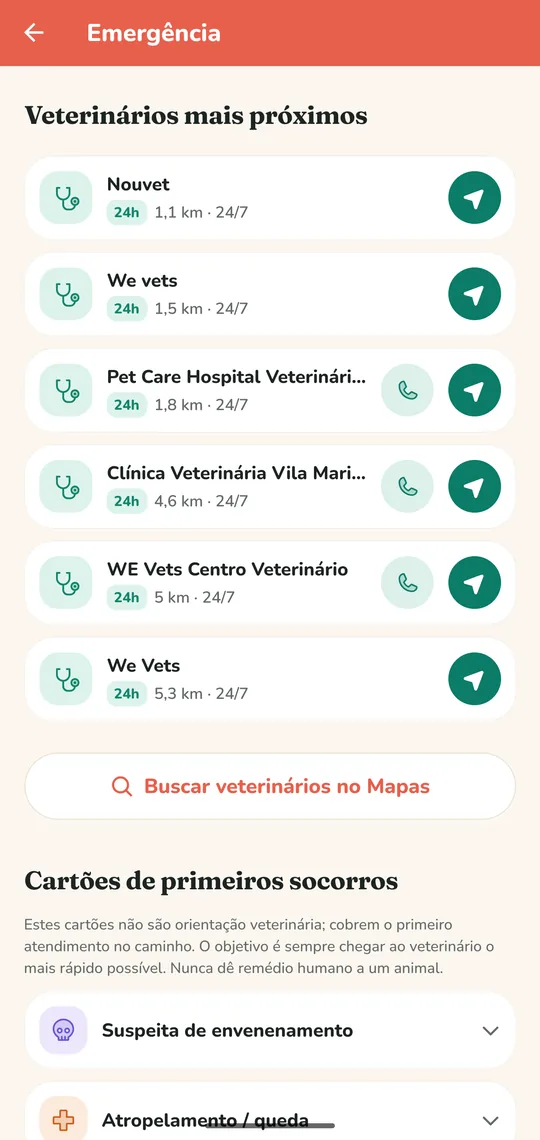 Emergência
Veterinários mais próximos
Nouvet
24h 1,1 km · 24/7
We vets
24h 1,5 km · 24/7
Pet Care Hospital Veterinári...
24h 1,8 km · 24/7
Clínica Veterinária Vila Mari...
24h 4,6 km · 24/7
WE Vets Centro Veterinário
24h 5 km · 24/7
We Vets
24h 5,3 km · 24/7
Buscar veterinários no Mapas
Cartões de primeiros socorros
Estes cartões não são orientação veterinária; cobrem o primeiro
atendimento no caminho. O objetivo é sempre chegar ao veterinário o
mais rápido possível. Nunca dê remédio humano a um animal.
Suspeita de envenenamento
Atropelamento / queda